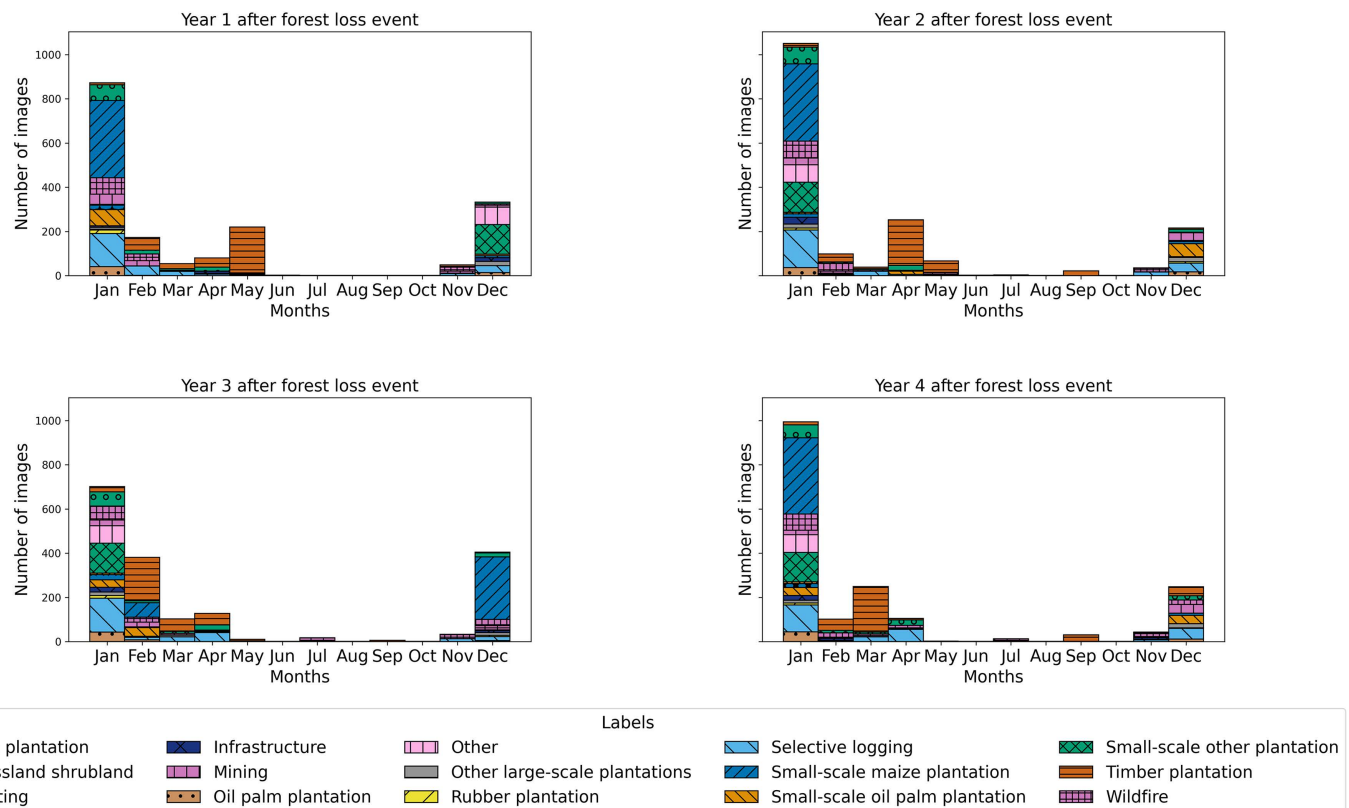 Year 1 after forest loss event
Number of images
1000
800
600
400
200
0
Jan Feb Mar Apr May Jun Jul Aug Sep Oct Nov Dec
Months
Year 2 after forest loss event
Number of images
Jan Feb Mar Apr May Jun Jul Aug Sep Oct Nov Dec
Months
Year 3 after forest loss event
Number of images
1000
800
600
400
200
0
Jan Feb Mar Apr May Jun Jul Aug Sep Oct Nov Dec
Months
Year 4 after forest loss event
Number of images
Jan Feb Mar Apr May Jun Jul Aug Sep Oct Nov Dec
Months
Labels
plantation Infrastructure Other Selective logging Small-scale other plantation
ssland shrubland Mining Other large-scale plantations Small-scale maize plantation Timber plantation
ting Oil palm plantation Rubber plantation Small-scale oil palm plantation Wildfire